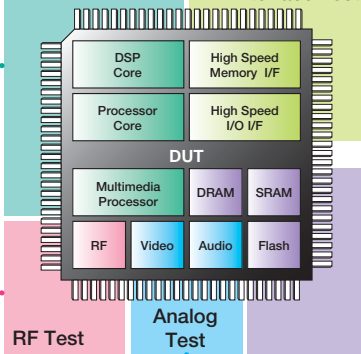 DSP
Core
High Speed
Memory I/F
Processor
Core
High Speed
I/O I/F
DUT
Multimedia
Processor
DRAM
SRAM
RF
Video
Audio
Flash
RF Test
Analog
Test